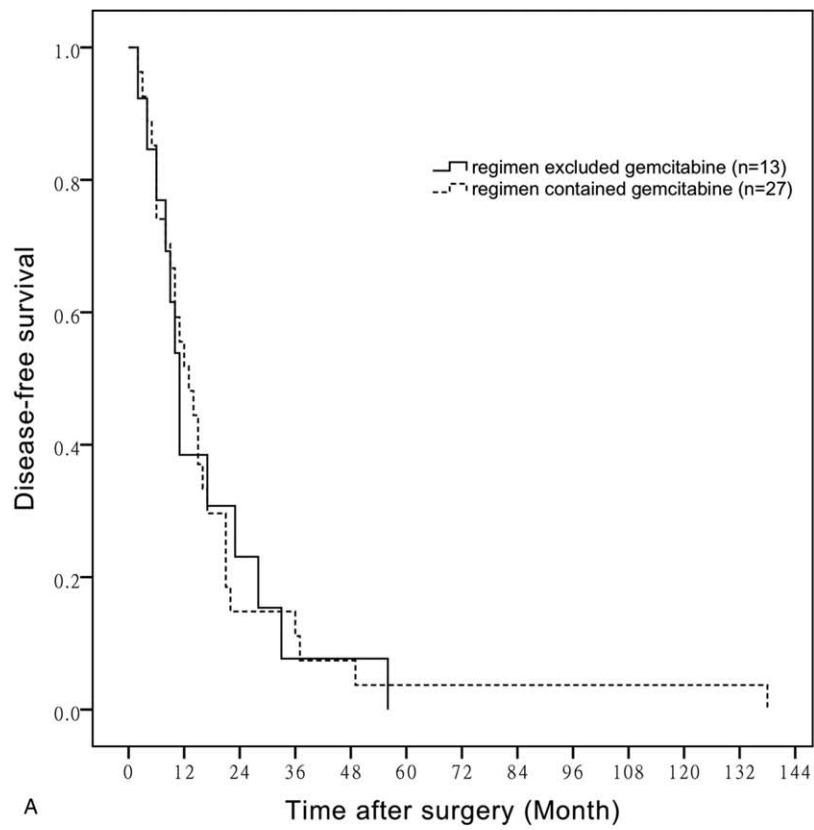 1.0
0.8
0.6
0.4
0.2
0.0
Disease-free survival
regimen excluded gemcitabine (n=13)
regimen contained gemcitabine (n=27)
0 12 24 36 48 60 72 84 96 108 120 132 144
Time after surgery (Month)
A